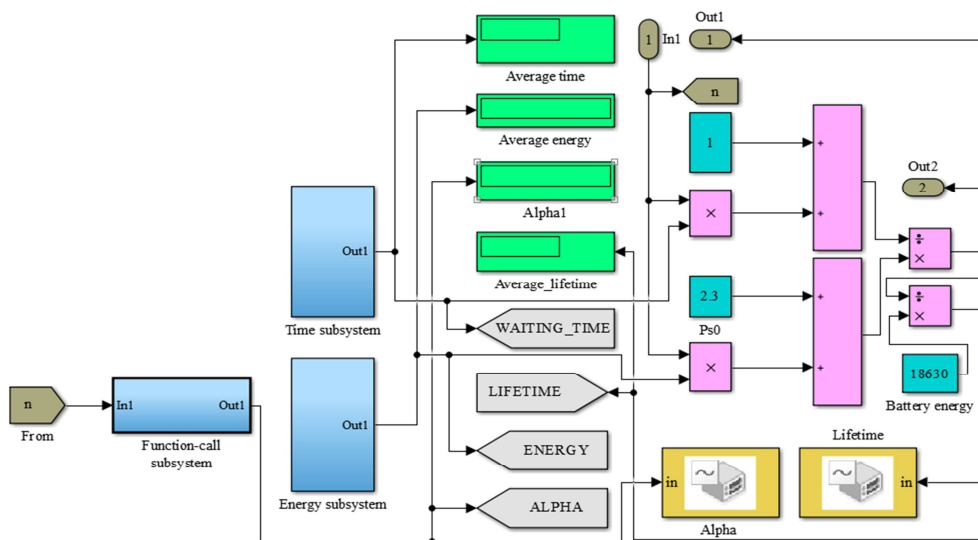 Out1
1
In1
1
Average time
n
Average energy
1
+
Out2
2
Alpha1
×
+
÷
×
Out1
Average_lifetime
2.3
+
÷
×
Time subsystem
WAITING_TIME
Ps0
×
+
18630
Battery energy
LIFETIME
n
In1
Out1
From
Function-call
subsystem
Out1
ENERGY
Lifetime
in
in
Energy subsystem
ALPHA
Alpha